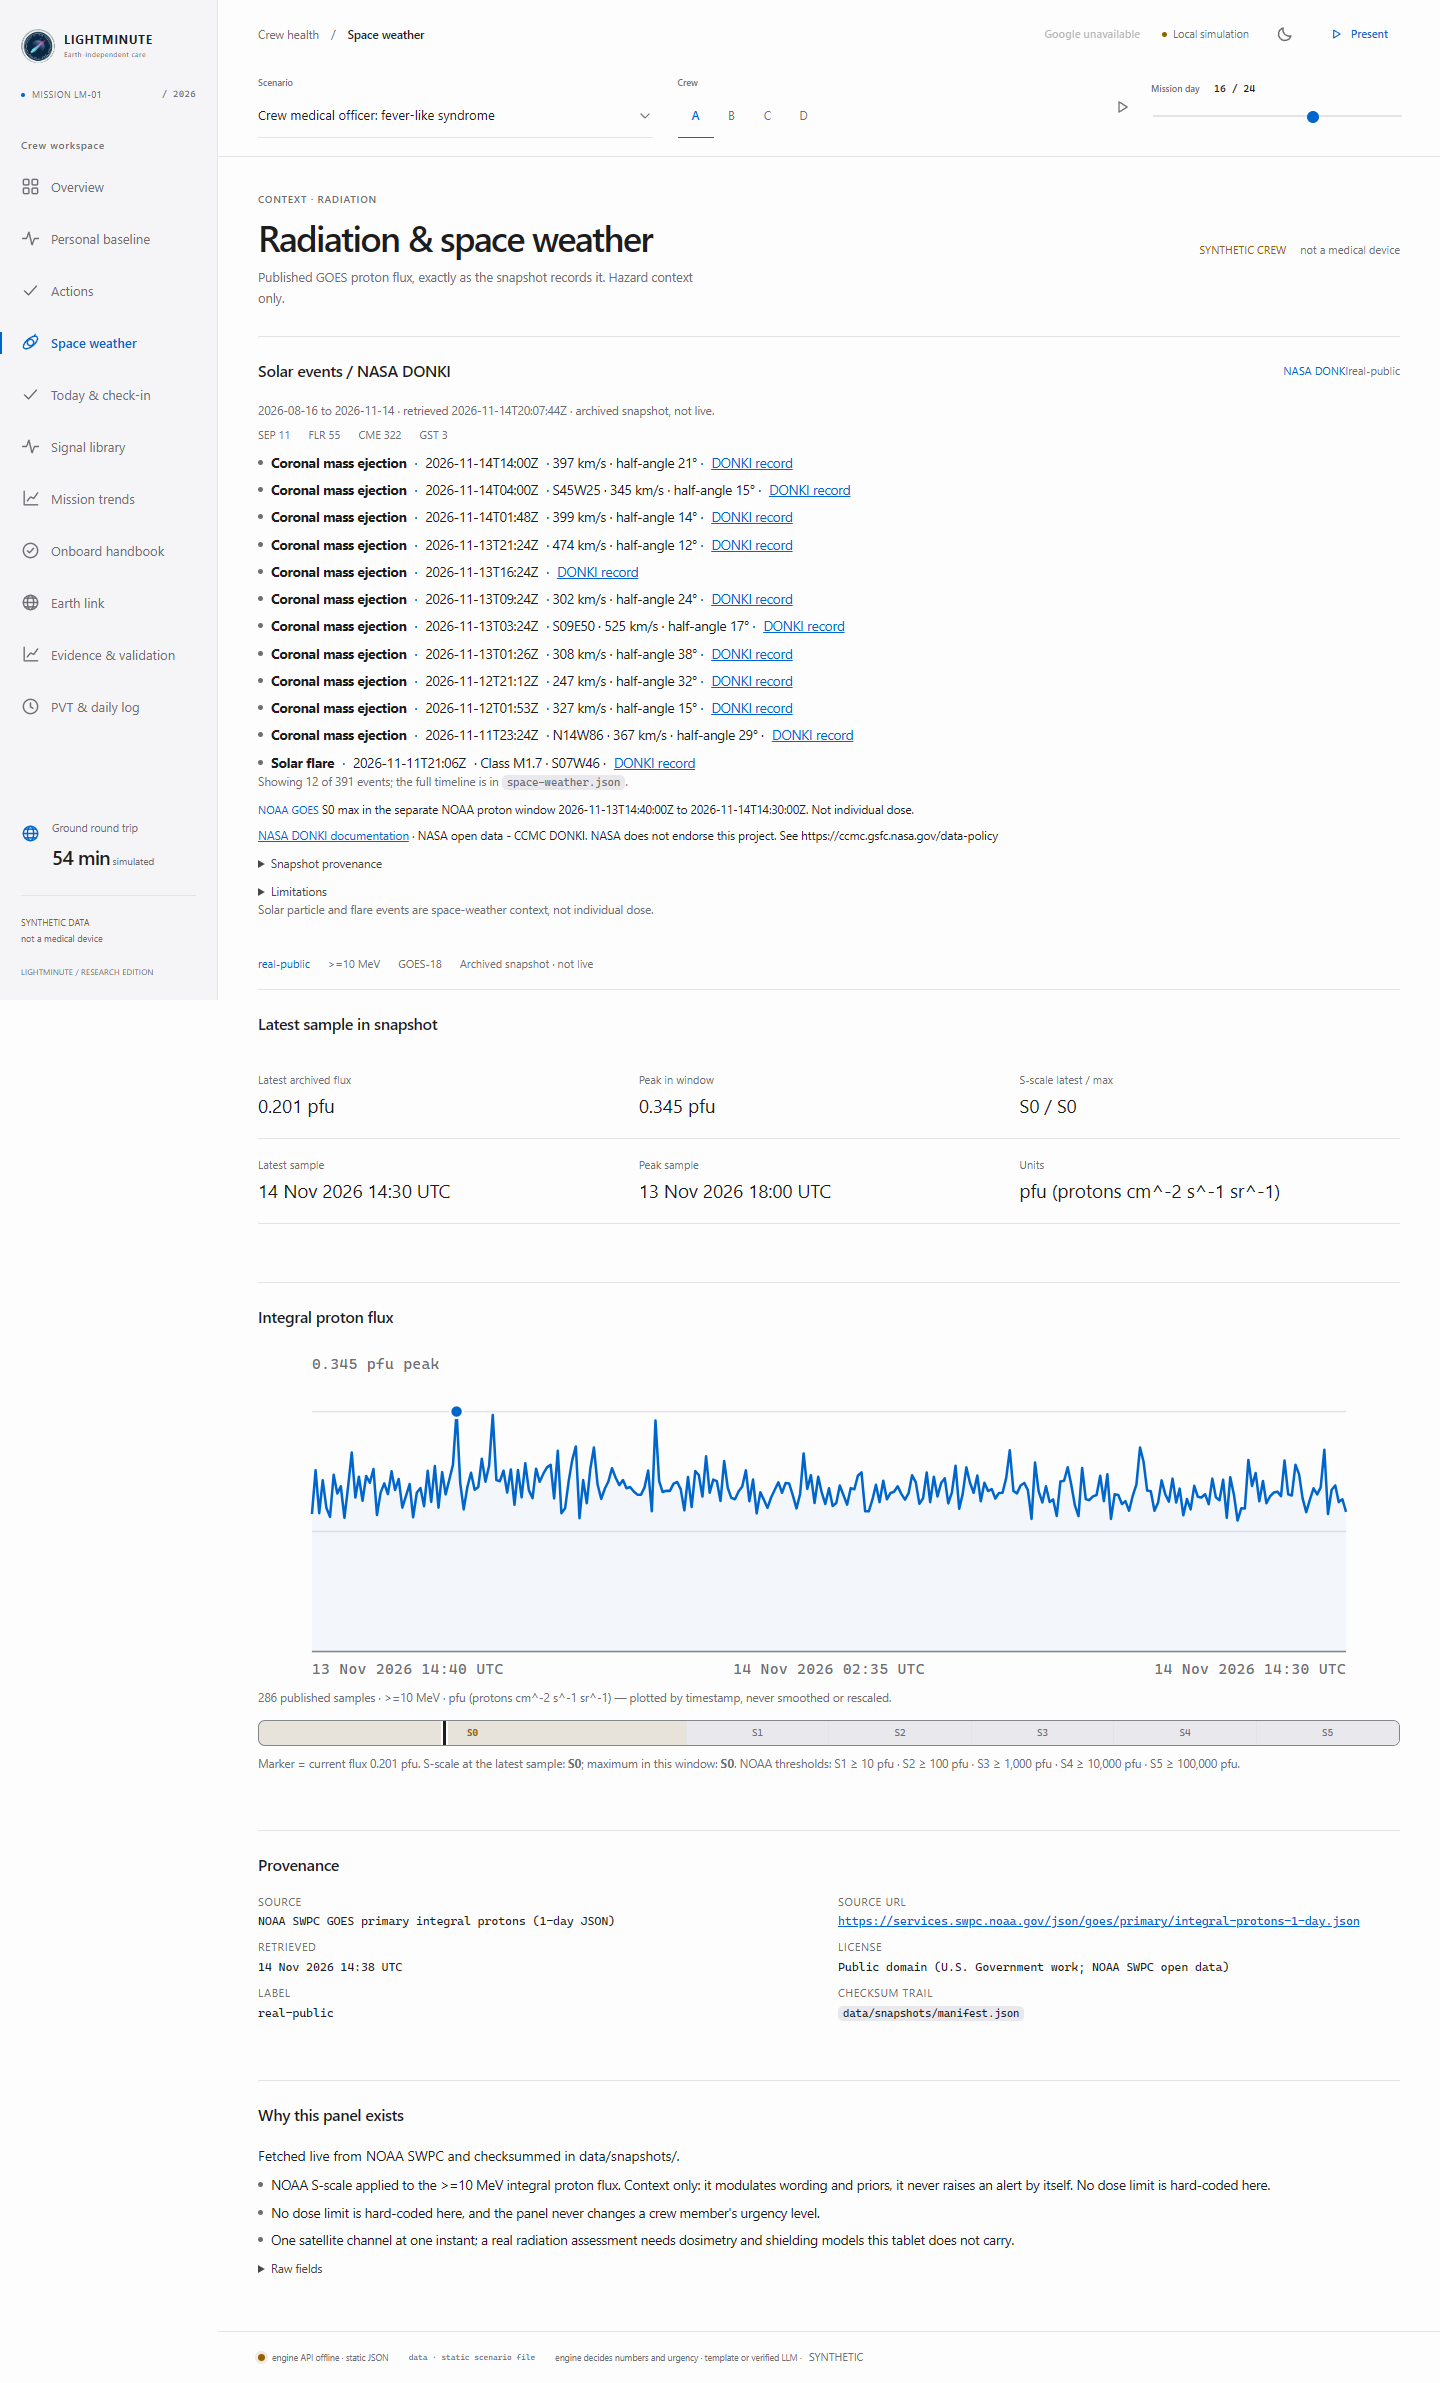 LIGHTMINUTE
Earth independent care
MISSION LM-01 / 2026
Crew workspace
Overview
Personal baseline
Actions
Space weather
Today & check-in
Signal library
Mission trends
Onboard handbook
Earth link
Evidence & validation
PVT & daily log
Ground round trip
54 min simulated
SYNTHETIC DATA
not a medical device
LIGHTMINUTE / RESEARCH EDITION
Crew health / Space weather
Google unavailable
Local simulation
Present
Scenario
Crew medical officer: fever-like syndrome
Crew
A B C D
Mission day 16 / 24
CONTEXT · RADIATION
Radiation & space weather
Published GOES proton flux, exactly as the snapshot records it. Hazard context
only.
SYNTHETIC CREW not a medical device
Solar events / NASA DONKI
NASA DONKIreal-public
2026-08-16 to 2026-11-14 · retrieved 2026-11-14T20:07:44Z · archived snapshot, not live.
SEP 11 FLR 55 CME 322 GST 3
Coronal mass ejection · 2026-11-14T14:00Z · 397 km/s · half-angle 21° · DONKI record
Coronal mass ejection · 2026-11-14T04:00Z · S45W25 · 345 km/s · half-angle 15° · DONKI record
Coronal mass ejection · 2026-11-14T01:48Z · 399 km/s · half-angle 14° · DONKI record
Coronal mass ejection · 2026-11-13T21:24Z · 474 km/s · half-angle 12° · DONKI record
Coronal mass ejection · 2026-11-13T16:24Z · DONKI record
Coronal mass ejection · 2026-11-13T09:24Z · 302 km/s · half-angle 24° · DONKI record
Coronal mass ejection · 2026-11-13T03:24Z · S09E50 · 525 km/s · half-angle 17° · DONKI record
Coronal mass ejection · 2026-11-13T01:26Z · 308 km/s · half-angle 38° · DONKI record
Coronal mass ejection · 2026-11-12T21:12Z · 247 km/s · half-angle 32° · DONKI record
Coronal mass ejection · 2026-11-12T01:53Z · 327 km/s · half-angle 15° · DONKI record
Coronal mass ejection · 2026-11-11T23:24Z · N14W86 · 367 km/s · half-angle 29° · DONKI record
Solar flare · 2026-11-11T21:06Z · Class M1.7 · S07W46 · DONKI record
Showing 12 of 391 events; the full timeline is in space-weather.json.
NOAA GOES S0 max in the separate NOAA proton window 2026-11-13T14:40:00Z to 2026-11-14T14:30:00Z. Not individual dose.
NASA DONKI documentation · NASA open data - CCMC DONKI. NASA does not endorse this project. See https://ccmc.gsfc.nasa.gov/data-policy
Snapshot provenance
Limitations
Solar particle and flare events are space-weather context, not individual dose.
real-public >=10 MeV GOES-18 Archived snapshot · not live
Latest sample in snapshot
Latest archived flux
0.201 pfu
Peak in window
0.345 pfu
S-scale latest / max
S0 / S0
Latest sample
14 Nov 2026 14:30 UTC
Peak sample
13 Nov 2026 18:00 UTC
Units
pfu (protons cm^-2 s^-1 sr^-1)
Integral proton flux
0.345 pfu peak
13 Nov 2026 14:40 UTC 14 Nov 2026 02:35 UTC 14 Nov 2026 14:30 UTC
286 published samples · >=10 MeV · pfu (protons cm^-2 s^-1 sr^-1) — plotted by timestamp, never smoothed or rescaled.
S0 S1 S2 S3 S4 S5
Marker = current flux 0.201 pfu. S-scale at the latest sample: S0; maximum in this window: S0. NOAA thresholds: S1 ≥ 10 pfu · S2 ≥ 100 pfu · S3 ≥ 1,000 pfu · S4 ≥ 10,000 pfu · S5 ≥ 100,000 pfu.
Provenance
SOURCE
NOAA SWPC GOES primary integral protons (1-day JSON)
SOURCE URL
https://services.swpc.noaa.gov/json/goes/primary/integral-protons-1-day.json
RETRIEVED
14 Nov 2026 14:38 UTC
LICENSE
Public domain (U.S. Government work; NOAA SWPC open data)
LABEL
real-public
CHECKSUM TRAIL
data/snapshots/manifest.json
Why this panel exists
Fetched live from NOAA SWPC and checksummed in data/snapshots/.
NOAA S-scale applied to the >=10 MeV integral proton flux. Context only: it modulates wording and priors, it never raises an alert by itself. No dose limit is hard-coded here.
No dose limit is hard-coded here, and the panel never changes a crew member's urgency level.
One satellite channel at one instant; a real radiation assessment needs dosimetry and shielding models this tablet does not carry.
Raw fields
engine API offline · static JSON data · static scenario file engine decides numbers and urgency · template or verified LLM · SYNTHETIC